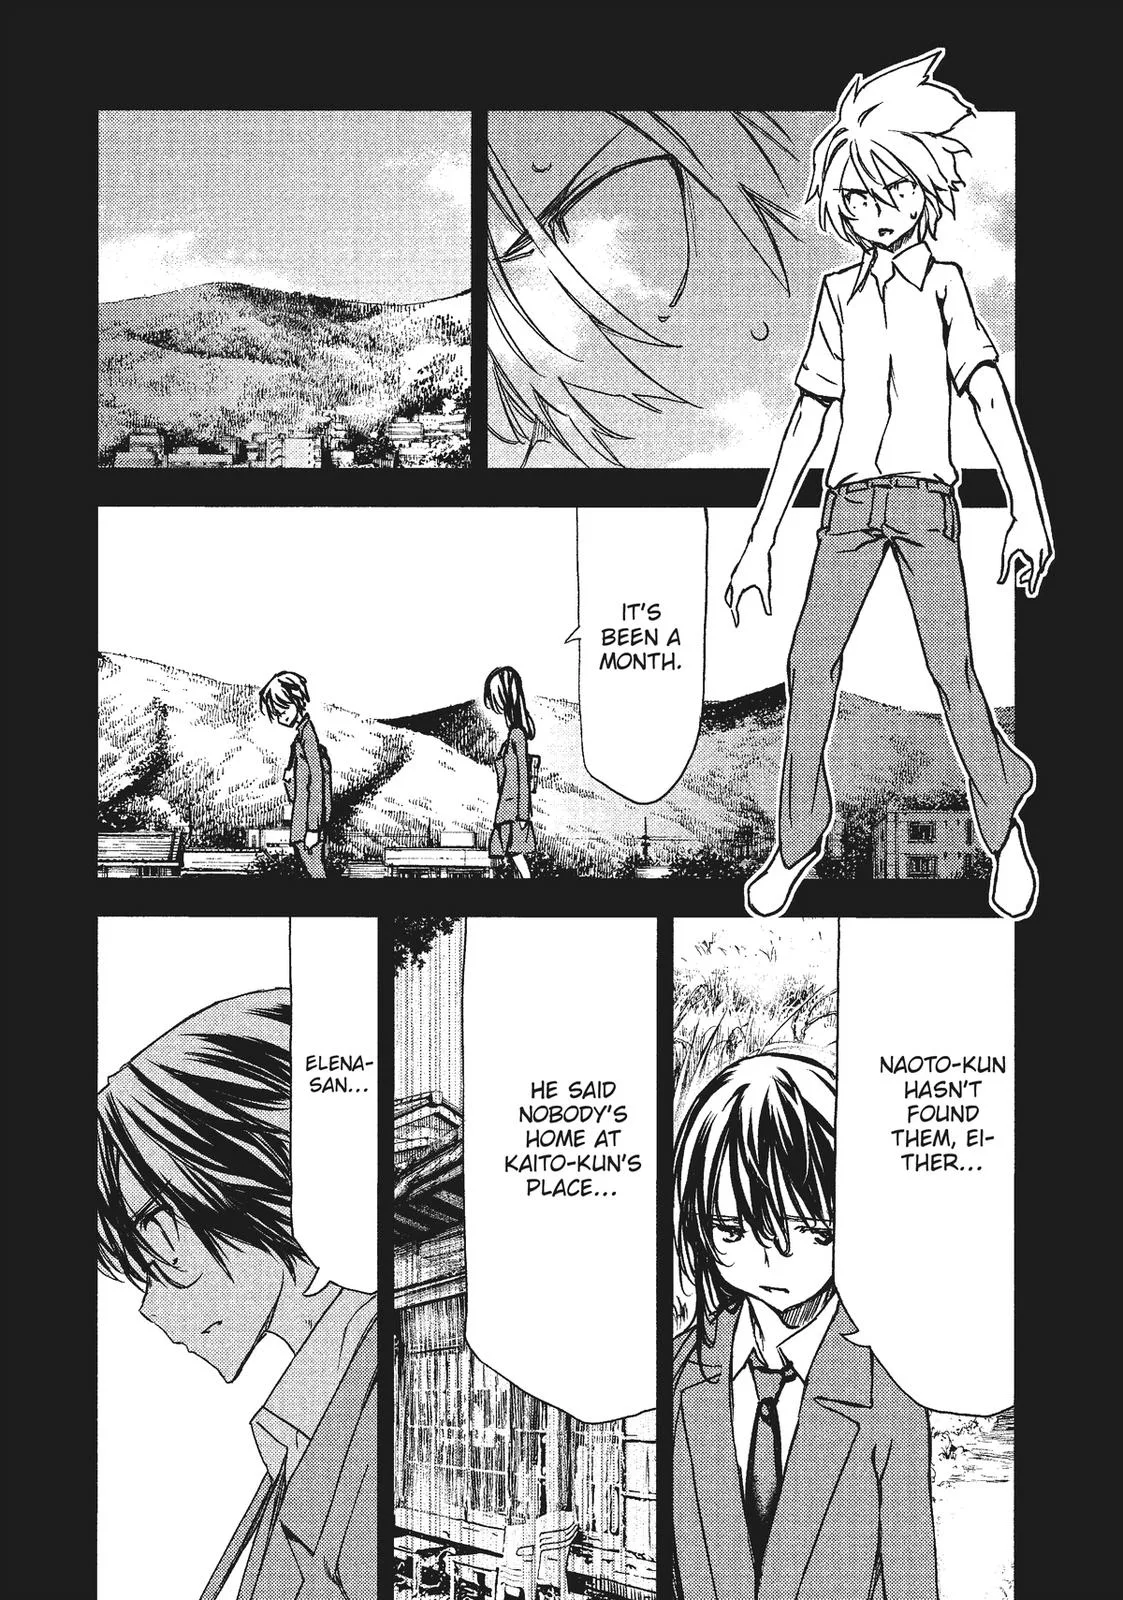 IT'S
BEEN A
MONTH.
NAOTO-KUN
HASN'T
FOUND
THEM, EI-
THER...
HE SAID
NOBODY'S
HOME AT
KAITO-KUN'S
PLACE...
ELENA-
SAN...